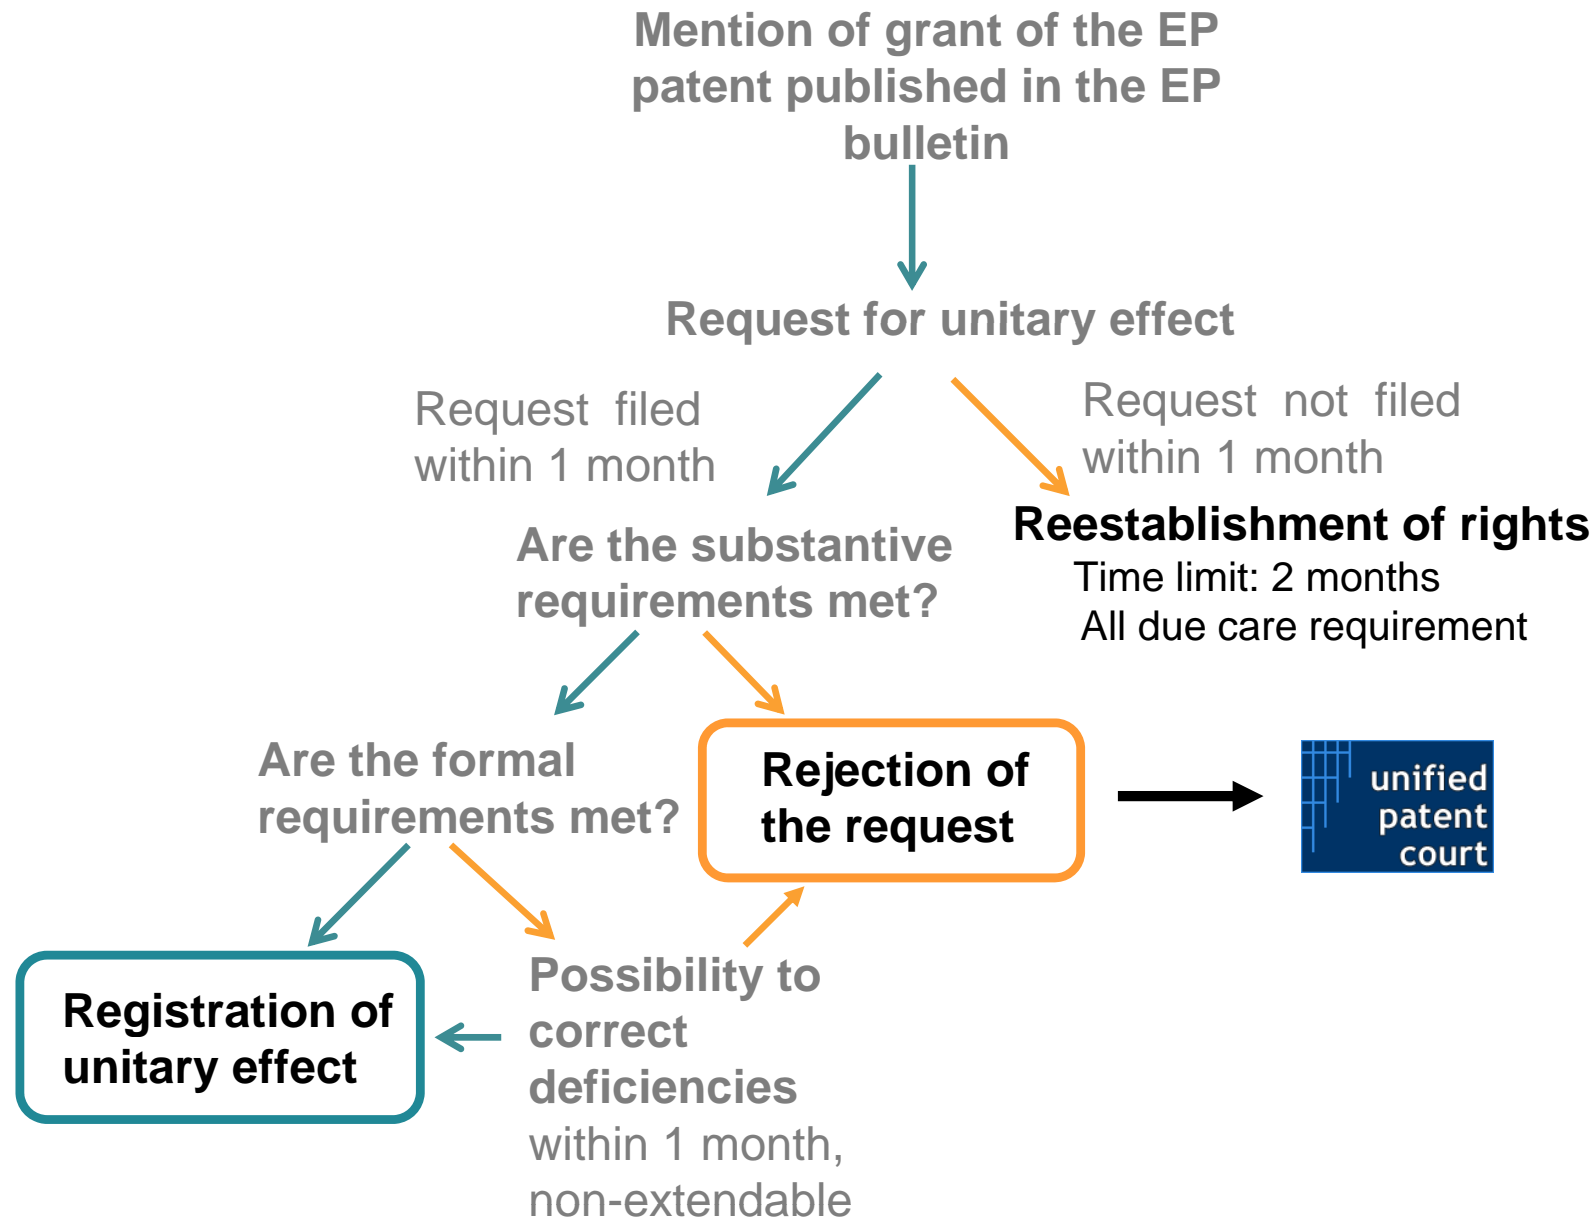 Mention of grant of the EP
patent published in the EP
bulletin
Request for unitary effect
Request filed
within 1 month
Request not filed
within 1 month
Reestablishment of rights
Time limit: 2 months
All due care requirement
Are the substantive
requirements met?
Are the formal
requirements met?
Rejection of
the request
unified
patent
court
Registration of
unitary effect
Possibility to
correct
deficiencies
within 1 month,
non-extendable